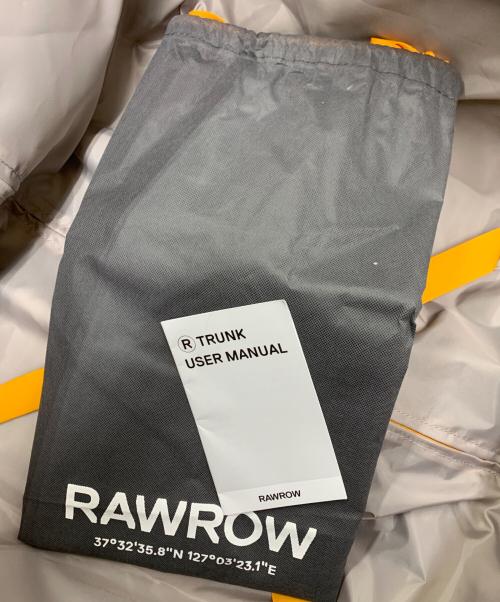 Ⓡ TRUNK
USER MANUAL
RAWROW
RAWROW
37°32'35.8"N 127°03'23.1"E